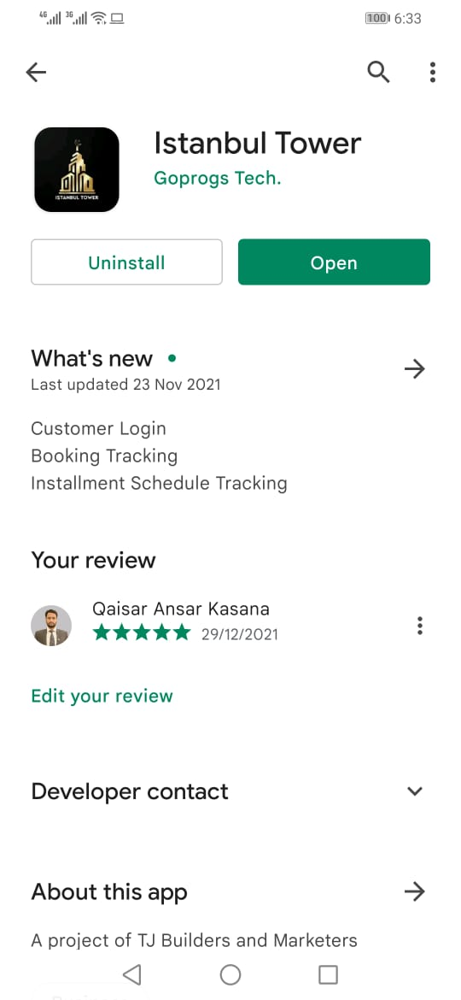 4G 3G 100 6:33
Istanbul Tower
ISTANBUL TOWER
Goprogs Tech.
Uninstall Open
What's new
Last updated 23 Nov 2021
Customer Login
Booking Tracking
Installment Schedule Tracking
Your review
Qaisar Ansar Kasana
29/12/2021
Edit your review
Developer contact
About this app
A project of TJ Builders and Marketers